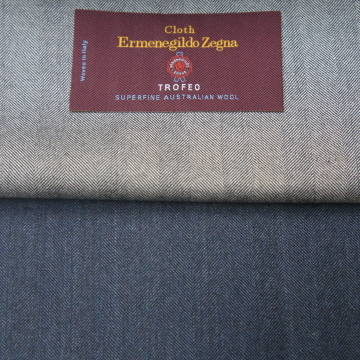 Cloth
Ermenegildo Zegna
TROFEO
SUPERFINE AUSTRALIAN WOOL
Woven in Italy